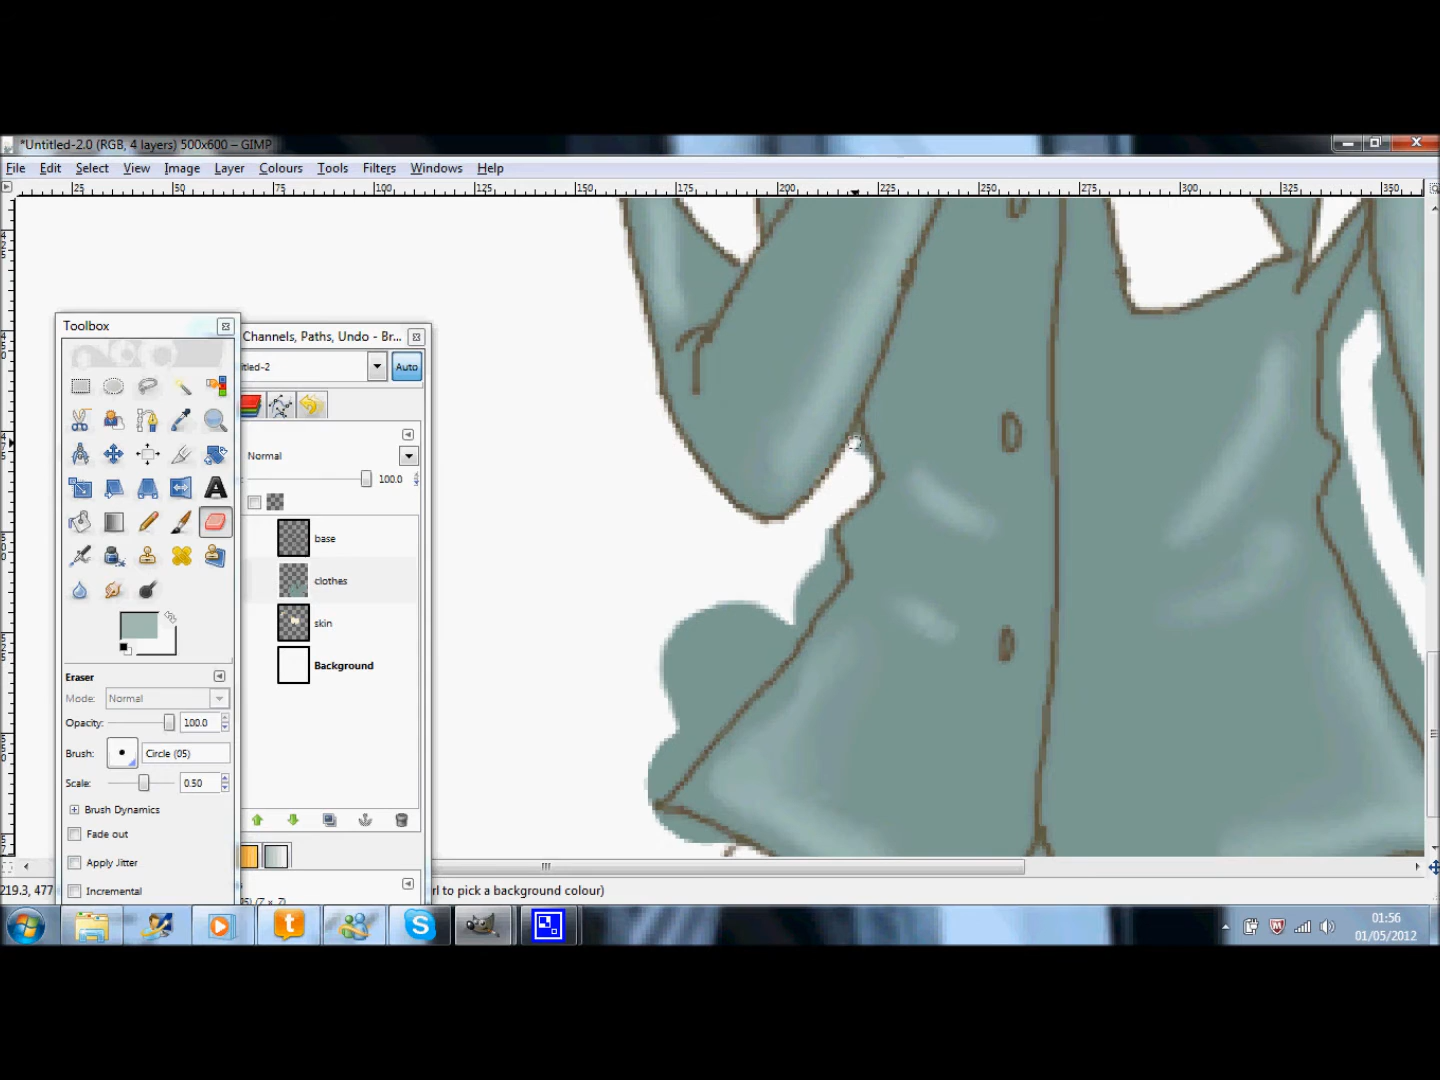 *Untitled-2.0 (RGB, 4 layers) 500x600 – GIMP
File Edit Select View Image Layer Colours Tools Filters Windows Help
25 50 75 100 125 150 175 200 225 250 275 300 325 350
Toolbox
Channels, Paths, Undo - Br...
itled-2
Auto
Normal
100.0
base
clothes
skin
Background
Eraser
Mode: Normal
Opacity: 100.0
Brush: Circle (05)
Scale: 0.50
Brush Dynamics
Fade out
Apply Jitter
Incremental
219.3, 477
rl to pick a background colour)
01:56
01/05/2012